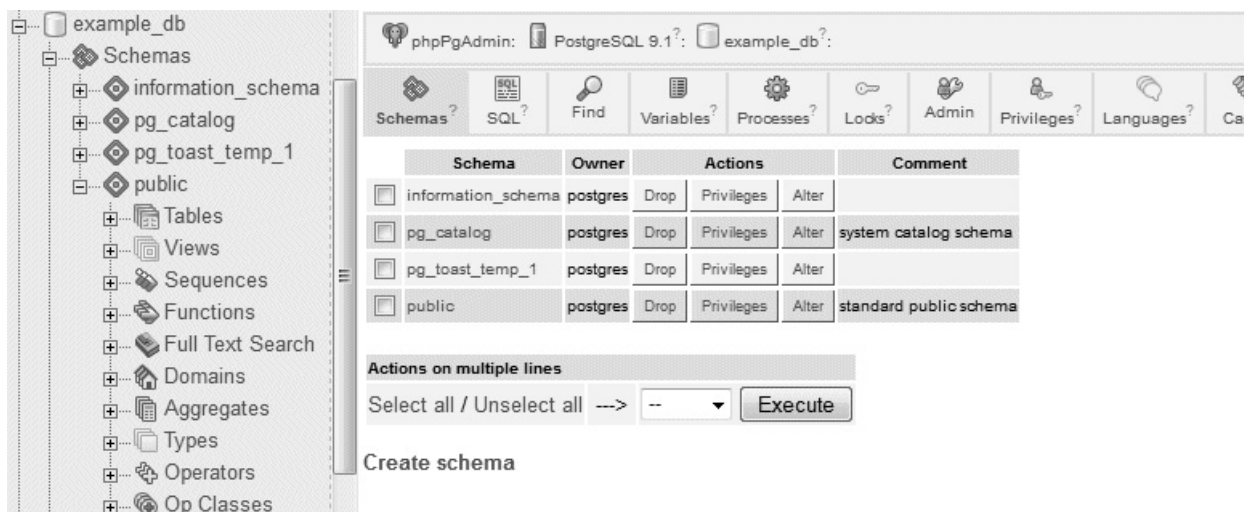 example_db
Schemas
information_schema
pg_catalog
pg_toast_temp_1
public
Tables
Views
Sequences
Functions
Full Text Search
Domains
Aggregates
Types
Operators
Op Classes
phpPgAdmin: PostgreSQL 9.1?: example_db?:
Schemas? SQL? Find Variables? Processes? Locks? Admin Privileges? Languages?
Schema Owner Actions Comment
information_schema postgres Drop Privileges Alter
pg_catalog postgres Drop Privileges Alter system catalog schema
pg_toast_temp_1 postgres Drop Privileges Alter
public postgres Drop Privileges Alter standard public schema
Actions on multiple lines
Select all / Unselect all ---> -- Execute
Create schema